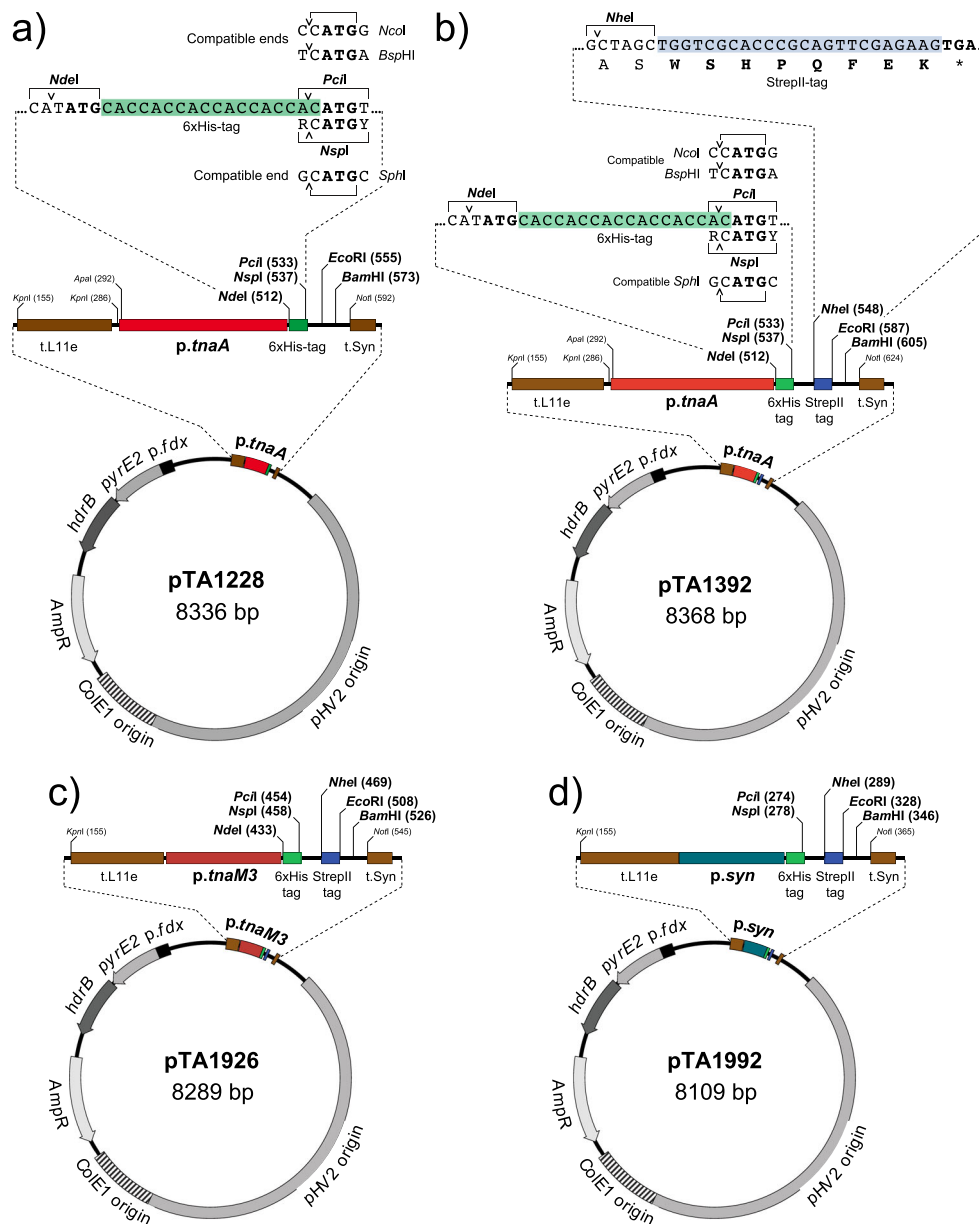 a)
Compatible ends
CCATGG NcoI
TCATGA BspHI
NdeI
PciI
...CATATGCACCACCACCACCACCACATGT...
6xHis-tag
RCATGY
NspI
Compatible end
GCATGC SphI
PciI (533)
NspI (537)
NdeI (512)
EcoRI (555)
BamHI (573)
KpnI (155)
ApaI (292)
KpnI (286)
NotI (592)
t.L11e
p.tnaA
6xHis-tag
t.Syn
p.tnaA
p.fdx
pyrE2
hdrB
AmpR
ColE1 origin
pHV2 origin
pTA1228
8336 bp
b)
NheI
...GCTAGCTGGTCGCACCCGCAGTTCGAGAAGTGA...
A S W S H P Q F E K *
StrepII-tag
Compatible
NcoI CCATGG
BspHI TCATGA
NdeI
PciI
...CATATGCACCACCACCACCACCACATGT...
6xHis-tag
RCATGY
NspI
Compatible SphI GCATGC
PciI (533)
NspI (537)
NdeI (512)
NheI (548)
EcoRI (587)
BamHI (605)
KpnI (155)
ApaI (292)
KpnI (286)
NotI (624)
t.L11e
p.tnaA
6xHis
tag
StrepII
tag
t.Syn
p.tnaA
p.fdx
pyrE2
hdrB
AmpR
ColE1 origin
pHV2 origin
pTA1392
8368 bp
c)
PciI (454)
NspI (458)
NdeI (433)
NheI (469)
EcoRI (508)
BamHI (526)
KpnI (155)
NotI (545)
t.L11e
p.tnaM3
6xHis
tag
StrepII
tag
t.Syn
p.tnaM3
p.fdx
pyrE2
hdrB
AmpR
ColE1 origin
pHV2 origin
pTA1926
8289 bp
d)
PciI (274)
NspI (278)
NheI (289)
EcoRI (328)
BamHI (346)
KpnI (155)
NotI (365)
t.L11e
p.syn
6xHis
tag
StrepII
tag
t.Syn
p.syn
p.fdx
pyrE2
hdrB
AmpR
ColE1 origin
pHV2 origin
pTA1992
8109 bp